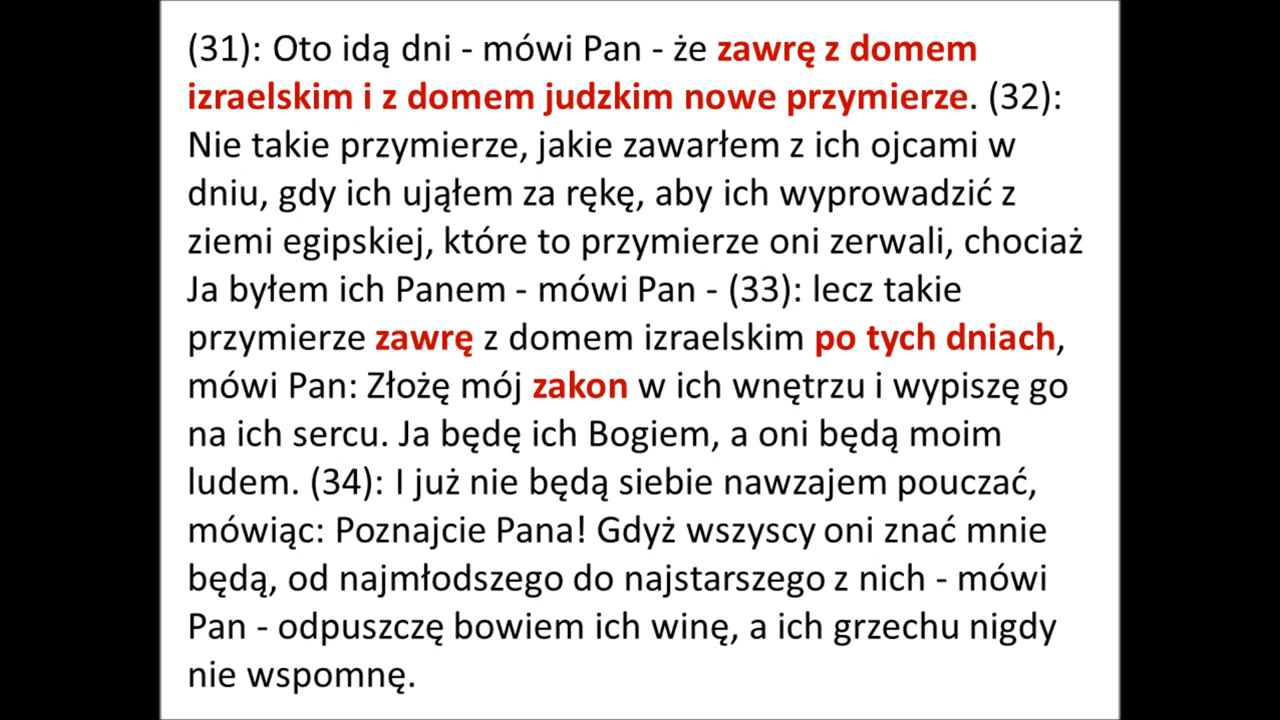 (31): Oto idą dni - mówi Pan - że zawrę z domem
izraelskim i z domem judzkim nowe przymierze. (32):
Nie takie przymierze, jakie zawarłem z ich ojcami w
dniu, gdy ich ująłem za rękę, aby ich wyprowadzić z
ziemi egipskiej, które to przymierze oni zerwali, chociaż
Ja byłem ich Panem - mówi Pan - (33): lecz takie
przymierze zawrę z domem izraelskim po tych dniach,
mówi Pan: Złożę mój zakon w ich wnętrzu i wypiszę go
na ich sercu. Ja będę ich Bogiem, a oni będą moim
ludem. (34): I już nie będą siebie nawzajem pouczać,
mówiąc: Poznajcie Pana! Gdyż wszyscy oni znać mnie
będą, od najmłodszego do najstarszego z nich - mówi
Pan - odpuszczę bowiem ich winę, a ich grzechu nigdy
nie wspomnę.